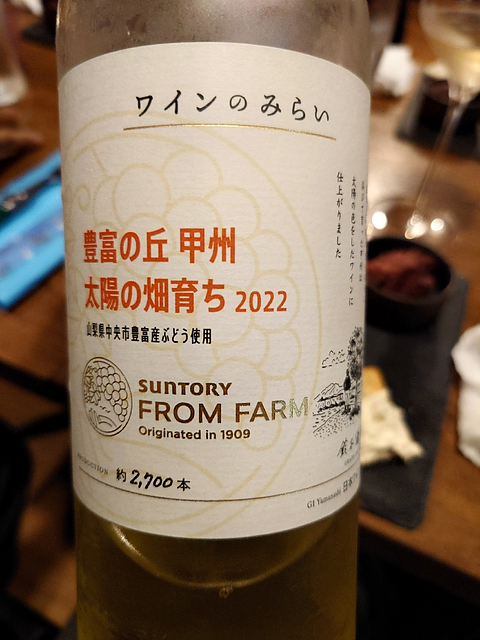 ワインのみらい
太陽の色をしたワインに
仕上がりました
豊富の丘 甲州
太陽の畑育ち 2022
山梨県中央市豊富産ぶどう使用
SUNTORY
FROM FARM
Originated in 1909
PRODUCTION 約2,700本
GI Yamanashi 日本